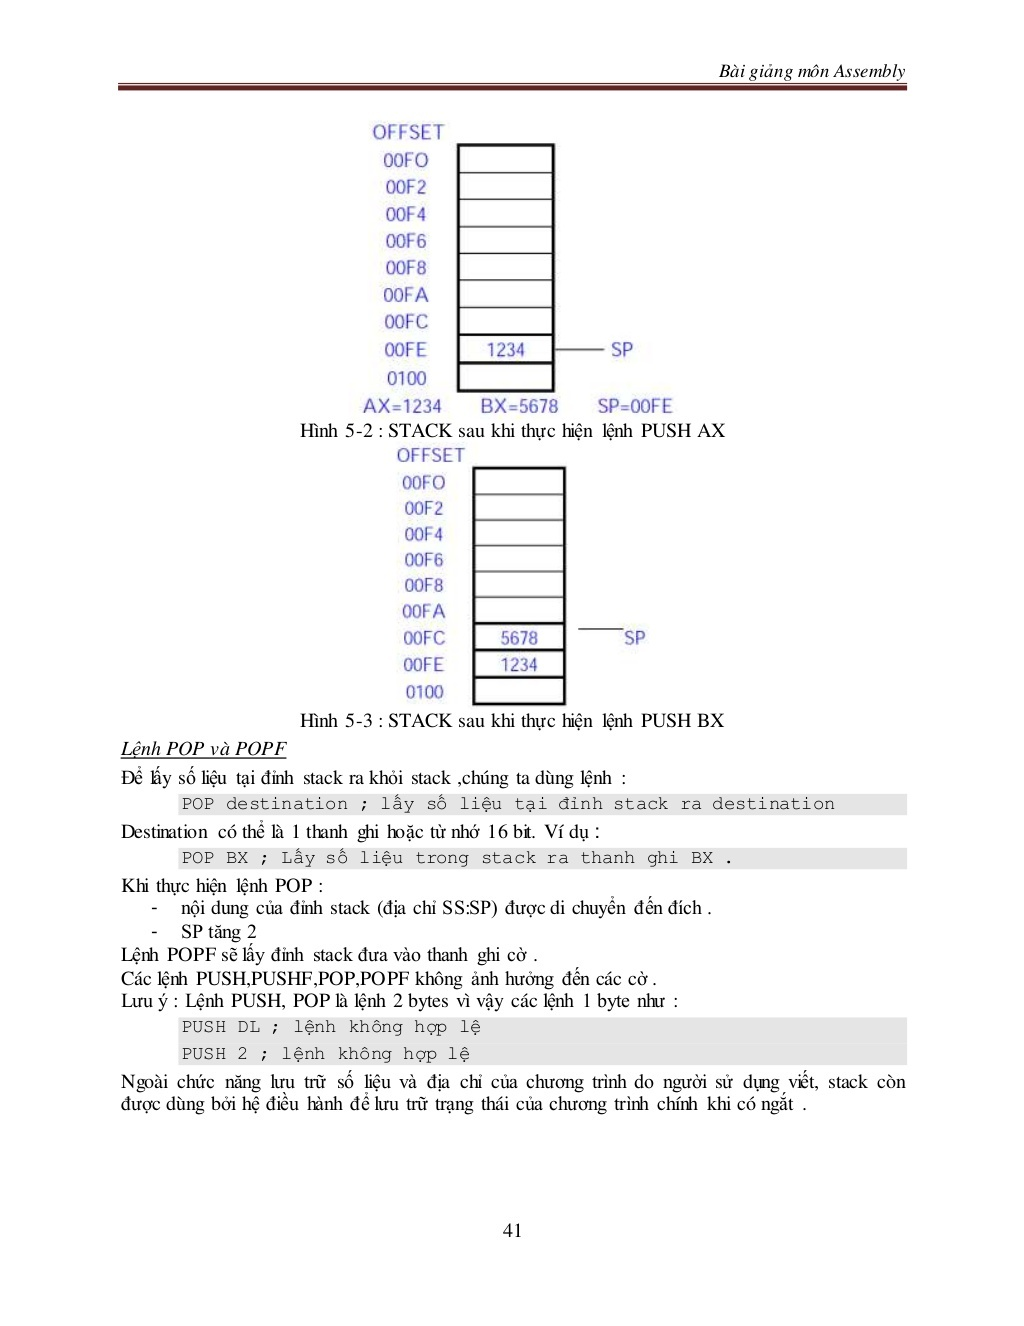 Bài giảng môn Assembly
OFFSET
00FO
00F2
00F4
00F6
00F8
00FA
00FC
00FE 1234 SP
0100
AX=1234 BX=5678 SP=00FE
Hình 5-2 : STACK sau khi thực hiện lệnh PUSH AX
OFFSET
00FO
00F2
00F4
00F6
00F8
00FA
00FC 5678 SP
00FE 1234
0100
Hình 5-3 : STACK sau khi thực hiện lệnh PUSH BX
Lệnh POP và POPF
Để lấy số liệu tại đỉnh stack ra khỏi stack ,chúng ta dùng lệnh :
POP destination ; lấy số liệu tại đỉnh stack ra destination
Destination có thể là 1 thanh ghi hoặc từ nhớ 16 bit. Ví dụ :
POP BX ; Lấy số liệu trong stack ra thanh ghi BX .
Khi thực hiện lệnh POP :
- nội dung của đỉnh stack (địa chỉ SS:SP) được di chuyển đến đích .
- SP tăng 2
Lệnh POPF sẽ lấy đỉnh stack đưa vào thanh ghi cờ .
Các lệnh PUSH,PUSHF,POP,POPF không ảnh hưởng đến các cờ .
Lưu ý : Lệnh PUSH, POP là lệnh 2 bytes vì vậy các lệnh 1 byte như :
PUSH DL ; lệnh không hợp lệ
PUSH 2 ; lệnh không hợp lệ
Ngoài chức năng lưu trữ số liệu và địa chỉ của chương trình do người sử dụng viết, stack còn
được dùng bởi hệ điều hành để lưu trữ trạng thái của chương trình chính khi có ngắt .
41